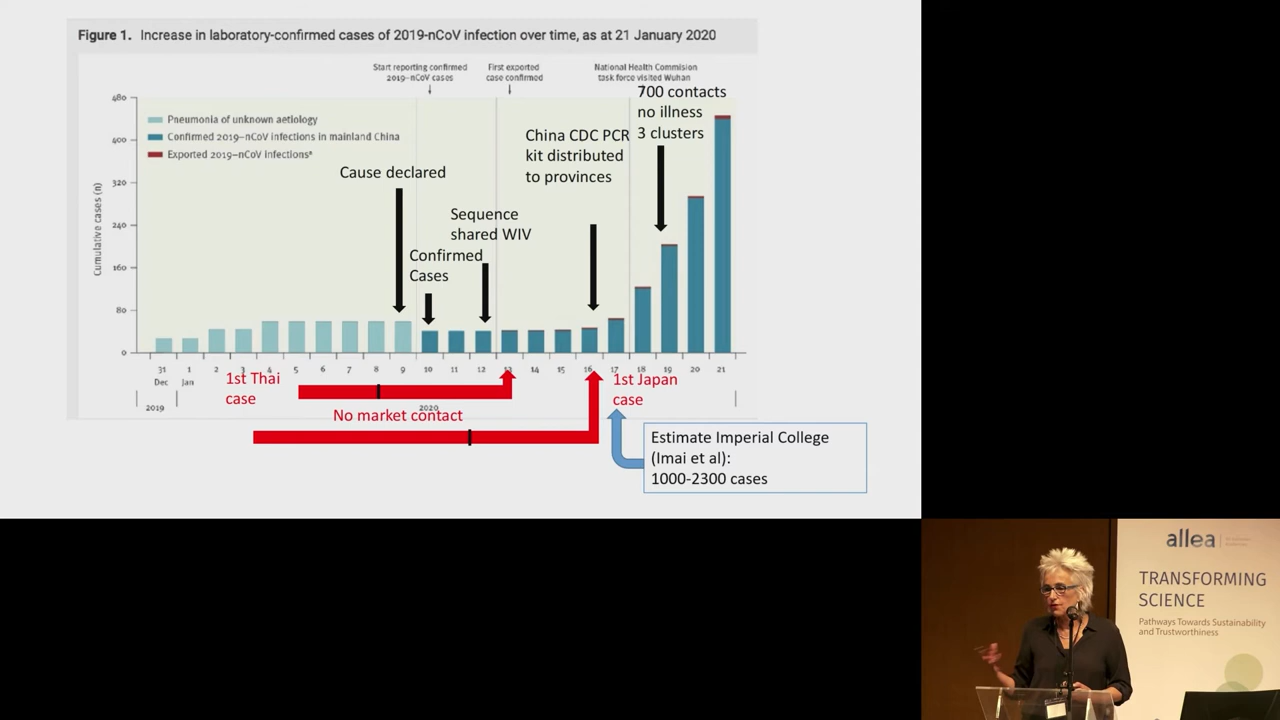 Figure 1. Increase in laboratory-confirmed cases of 2019-nCoV infection over time, as at 21 January 2020
Start reporting confirmed
2019-nCoV cases
First exported
case confirmed
National Health Commision
task force visited Wuhan
700 contacts
no illness
3 clusters
Pneumonia of unknown aetiology
Confirmed 2019-nCoV infections in mainland China
Exported 2019-nCoV infections*
China CDC PCR
kit distributed
to provinces
Cause declared
Sequence
shared WIV
Confirmed
Cases
Cumulative cases (n)
480
400
320
240
160
80
0
31 1 2 3 4 5 6 7 8 9 10 11 12 13 14 15 16 17 18 19 20 21
Dec Jan
2019 2020
1st Thai
case
No market contact
1st Japan
case
Estimate Imperial College
(Imai et al):
1000-2300 cases
allea
TRANSFORMING
SCIENCE
Pathways Towards Sustainability
and Trustworthiness